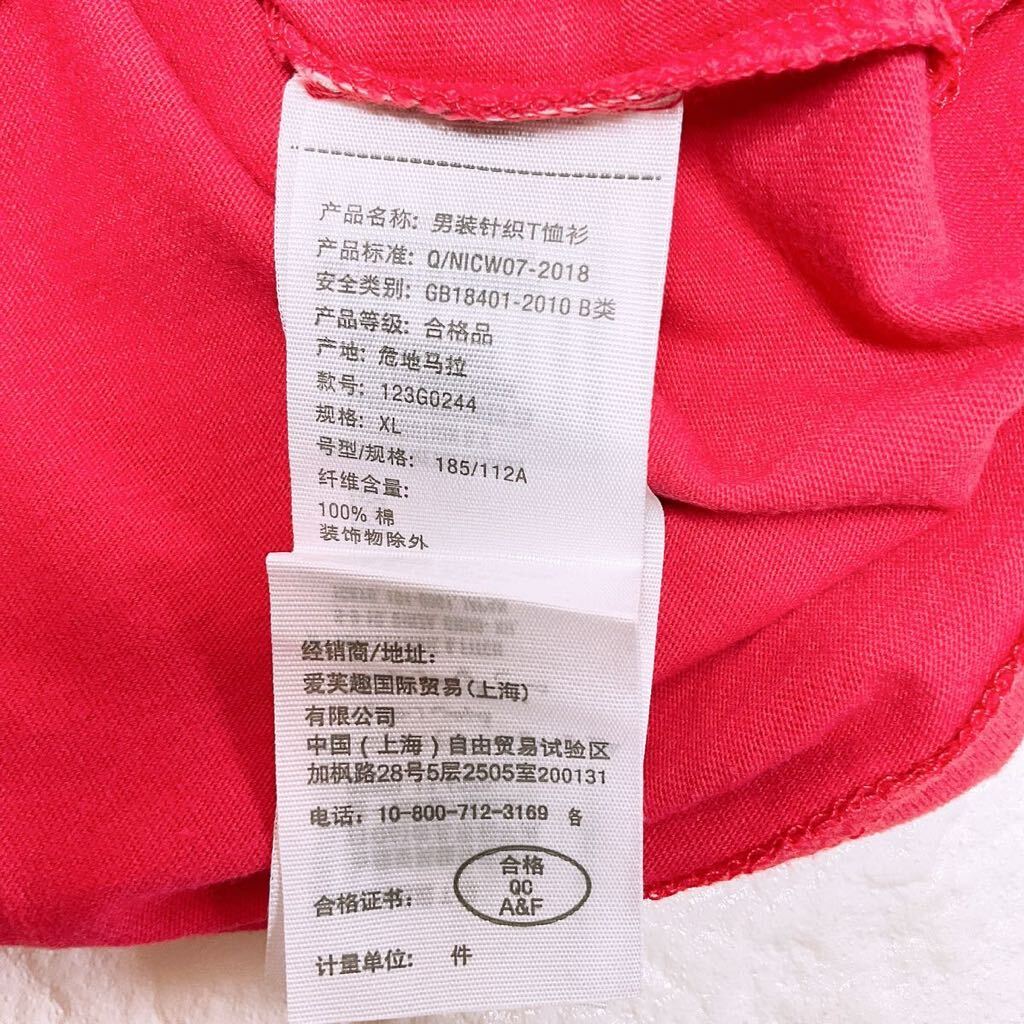 产品名称: 男装针织T恤衫
产品标准: Q/NICW07-2018
安全类别: GB18401-2010 B类
产品等级: 合格品
产地: 危地马拉
款号: 123G0244
规格: XL
号型/规格: 185/112A
纤维含量:
100% 棉
装饰物除外
经销商/地址:
爱芙趣国际贸易(上海)
有限公司
中国(上海)自由贸易试验区
加枫路28号5层2505室200131
电话: 10-800-712-3169 各
合格证书: 合格
QC
A&F
计量单位: 件